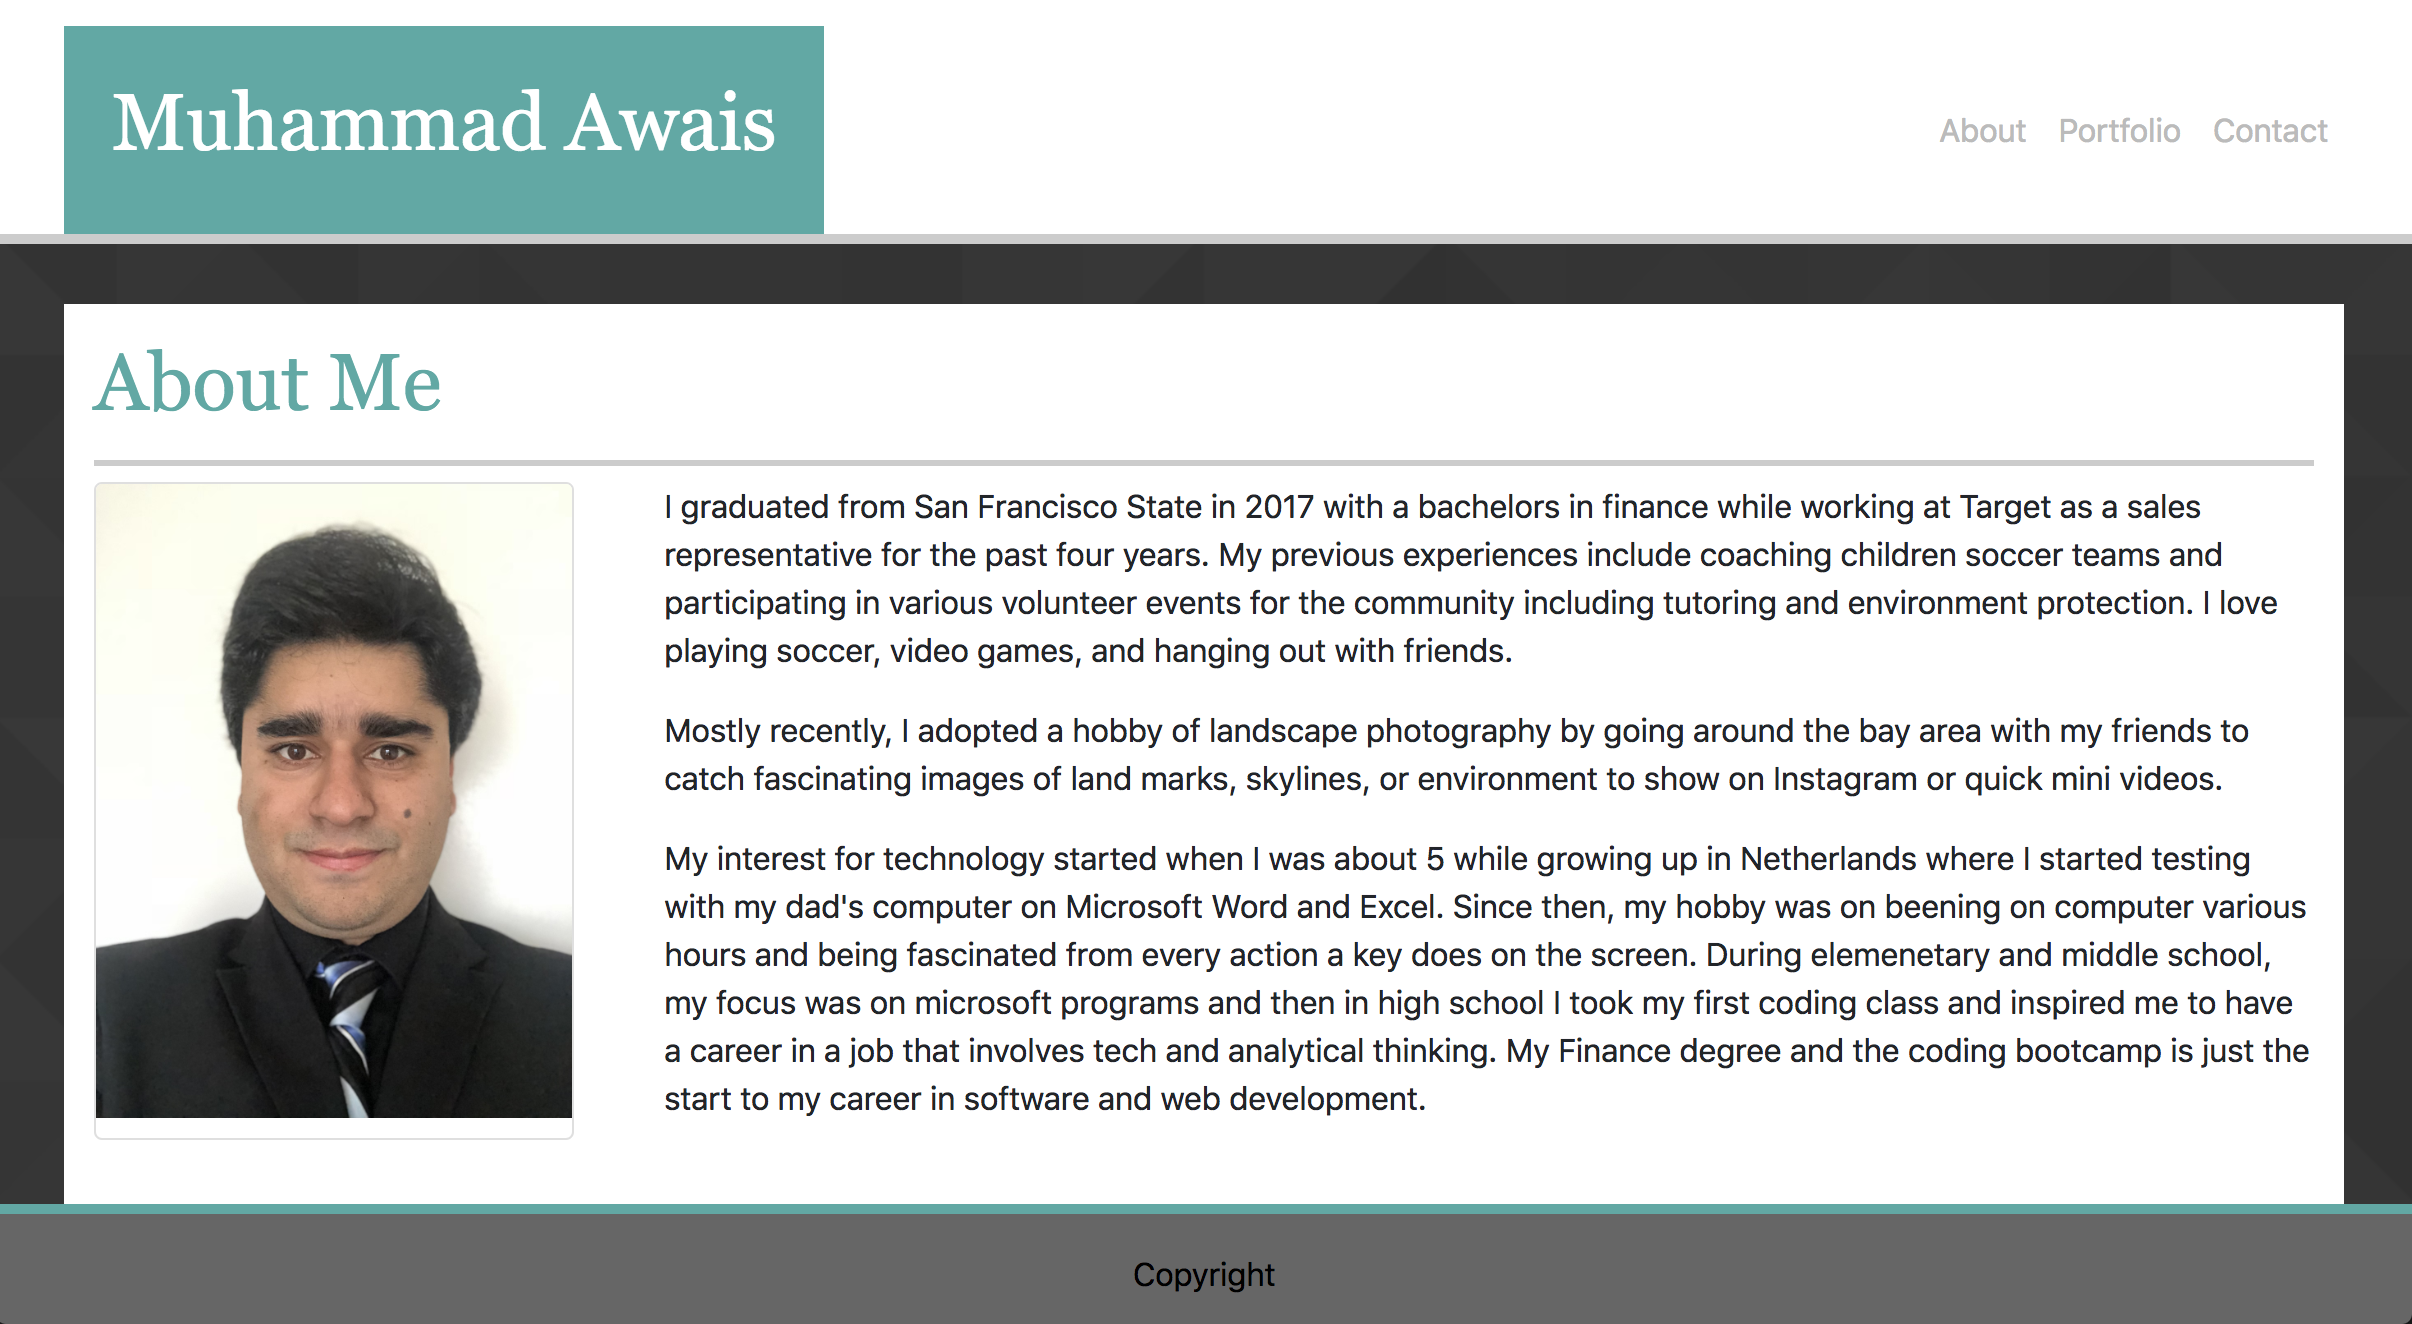 Muhammad Awais
About Portfolio Contact
About Me
I graduated from San Francisco State in 2017 with a bachelors in finance while working at Target as a sales
representative for the past four years. My previous experiences include coaching children soccer teams and
participating in various volunteer events for the community including tutoring and environment protection. I love
playing soccer, video games, and hanging out with friends.
Mostly recently, I adopted a hobby of landscape photography by going around the bay area with my friends to
catch fascinating images of land marks, skylines, or environment to show on Instagram or quick mini videos.
My interest for technology started when I was about 5 while growing up in Netherlands where I started testing
with my dad's computer on Microsoft Word and Excel. Since then, my hobby was on beening on computer various
hours and being fascinated from every action a key does on the screen. During elemenetary and middle school,
my focus was on microsoft programs and then in high school I took my first coding class and inspired me to have
a career in a job that involves tech and analytical thinking. My Finance degree and the coding bootcamp is just the
start to my career in software and web development.
Copyright